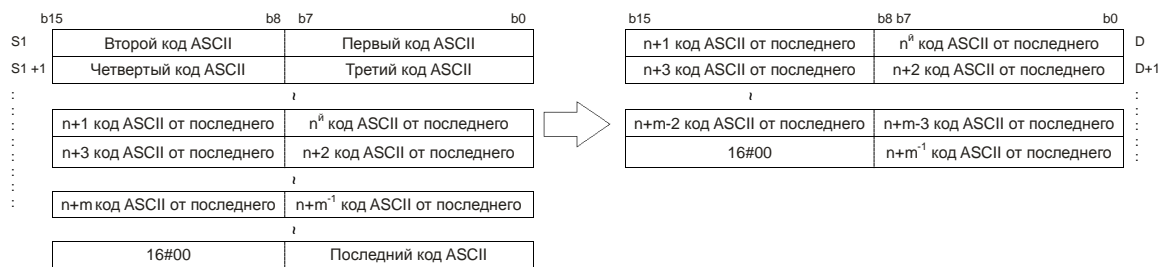 b15 b8 b7 b0
S1 Второй код ASCII Первый код ASCII
S1 +1 Четвертый код ASCII Третий код ASCII
:
:
: n+1 код ASCII от последнего nй код ASCII от последнего
: n+3 код ASCII от последнего n+2 код ASCII от последнего
:
: n+m код ASCII от последнего n+m-1 код ASCII от последнего
16#00 Последний код ASCII
b15 b8 b7 b0
n+1 код ASCII от последнего nй код ASCII от последнего D
n+3 код ASCII от последнего n+2 код ASCII от последнего D+1
:
n+m-2 код ASCII от последнего n+m-3 код ASCII от последнего :
16#00 n+m-1 код ASCII от последнего :